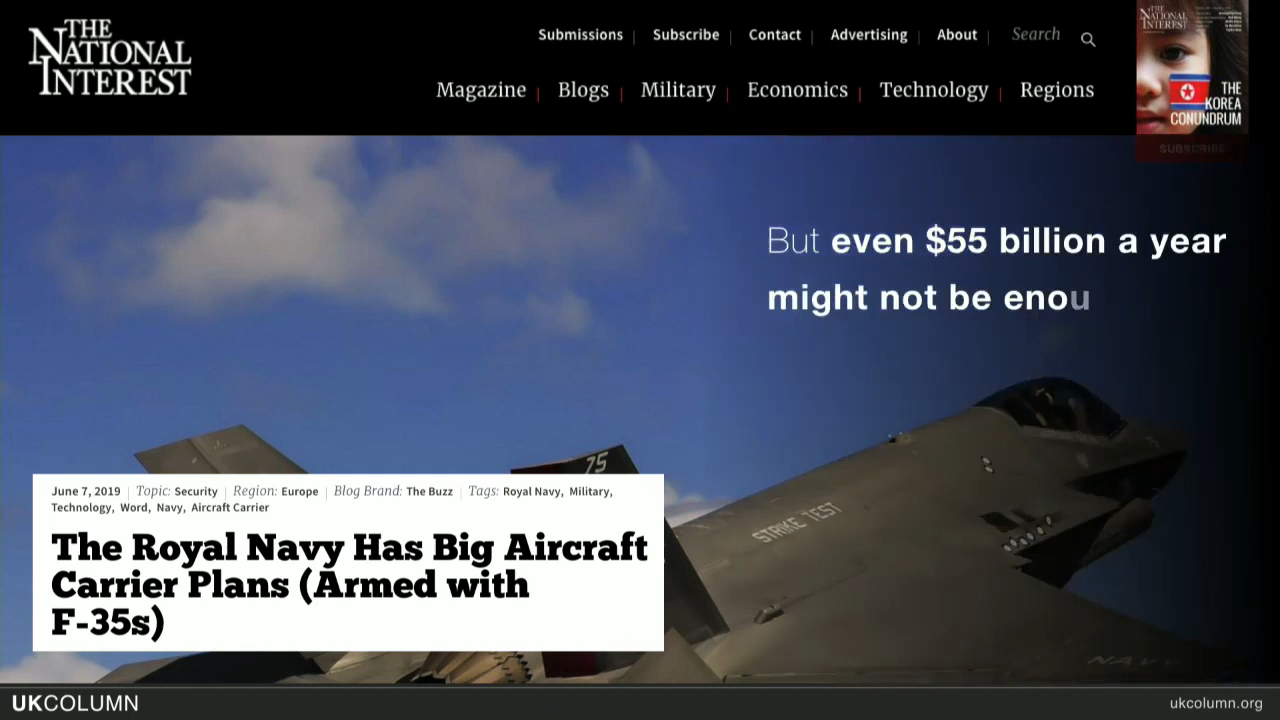 THE
NATIONAL
INTEREST
Submissions | Subscribe | Contact | Advertising | About | Search
Magazine | Blogs | Military | Economics | Technology | Regions
THE
NATIONAL
INTEREST
THE
KOREA
CONUNDRUM
SUBSCRIBE
But even $55 billion a year
might not be enou
75
STRIKE TEST
NAV
June 7, 2019 | Topic: Security | Region: Europe | Blog Brand: The Buzz | Tags: Royal Navy, Military,
Technology, Word, Navy, Aircraft Carrier
The Royal Navy Has Big Aircraft
Carrier Plans (Armed with
F-35s)
UKCOLUMN
ukcolumn.org